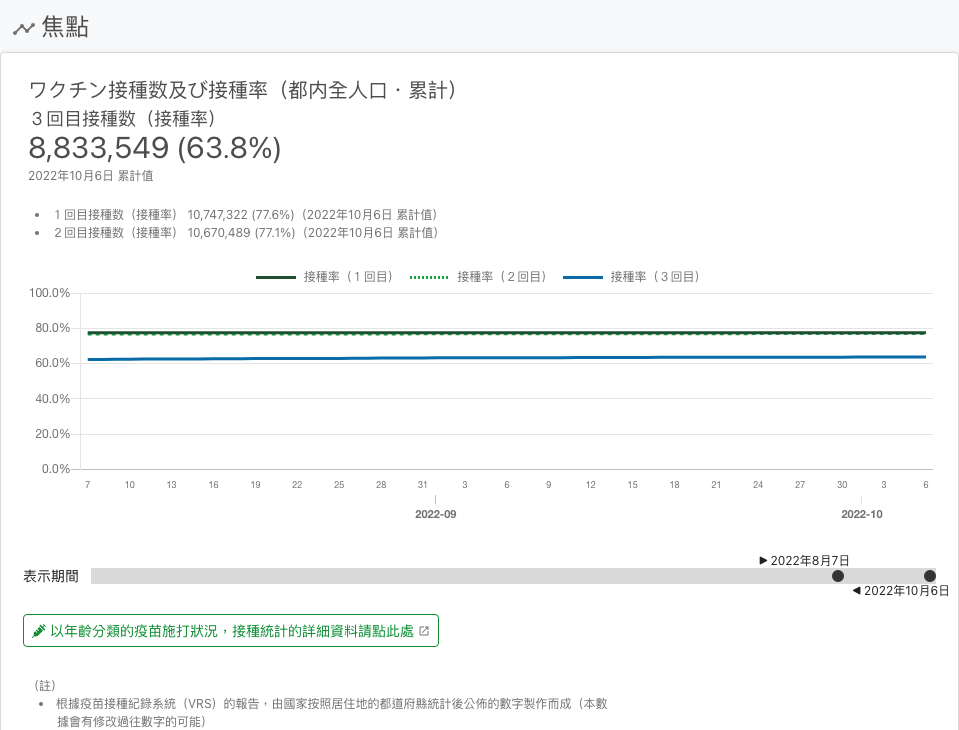 焦點
ワクチン接種数及び接種率（都内全人口・累計）
３回目接種数（接種率）
8,833,549 (63.8%)
2022年10月6日 累計値
• １回目接種数（接種率） 10,747,322 (77.6%)（2022年10月6日 累計値）
• ２回目接種数（接種率） 10,670,489 (77.1%)（2022年10月6日 累計値）
接種率（１回目） 接種率（２回目） 接種率（３回目）
100.0%
80.0%
60.0%
40.0%
20.0%
0.0%
7 10 13 16 19 22 25 28 31 3 6 9 12 15 18 21 24 27 30 3 6
2022-09 2022-10
▶ 2022年8月7日
表示期間
◀ 2022年10月6日
以年齡分類的疫苗施打狀況，接種統計的詳細資料請點此處
（註）
• 根據疫苗接種紀錄系統（VRS）的報告，由國家按照居住地的都道府縣統計後公佈的數字製作而成（本數
據會有修改過往數字的可能）